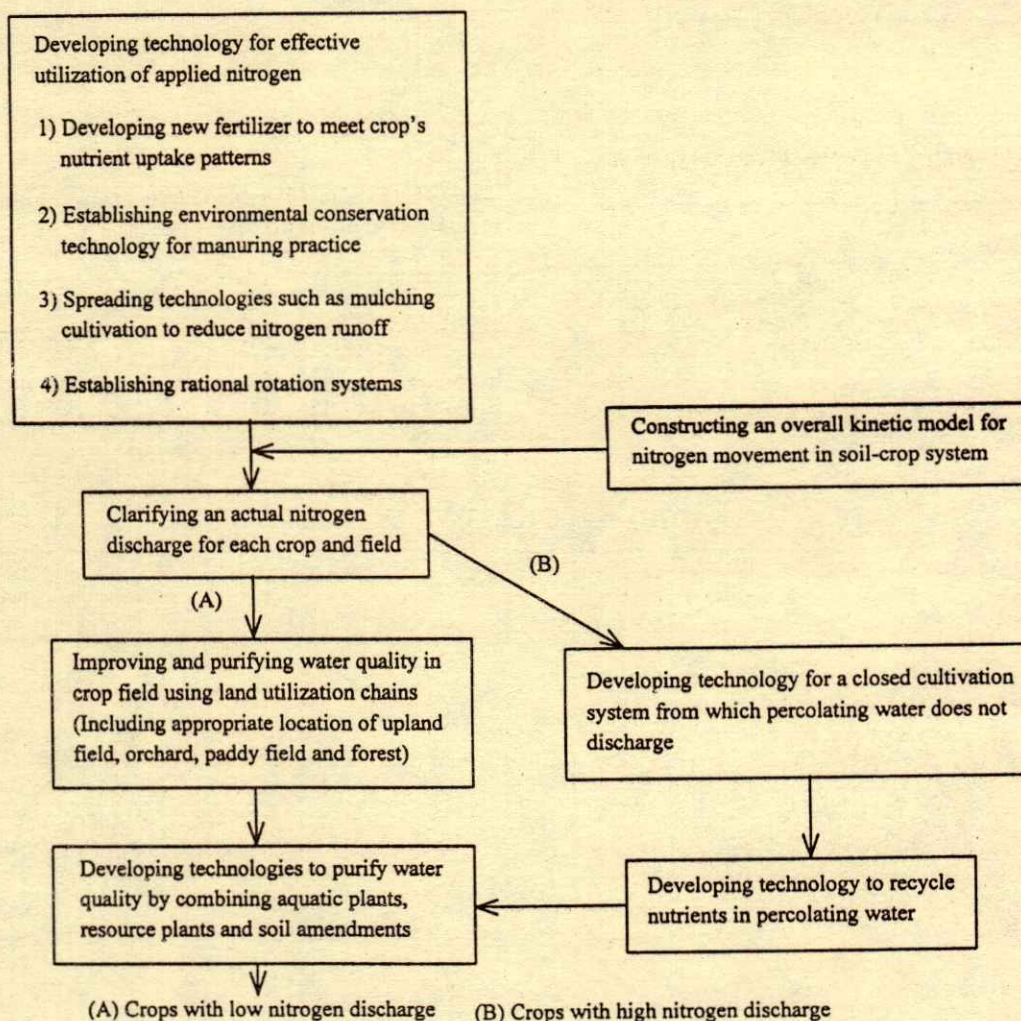 Developing technology for effective
utilization of applied nitrogen
1) Developing new fertilizer to meet crop's
nutrient uptake patterns
2) Establishing environmental conservation
technology for manuring practice
3) Spreading technologies such as mulching
cultivation to reduce nitrogen runoff
4) Establishing rational rotation systems
Constructing an overall kinetic model for
nitrogen movement in soil-crop system
Clarifying an actual nitrogen
discharge for each crop and field
(A)
(B)
Improving and purifying water quality in
crop field using land utilization chains
(Including appropriate location of upland
field, orchard, paddy field and forest)
Developing technology for a closed cultivation
system from which percolating water does not
discharge
Developing technologies to purify water
quality by combining aquatic plants,
resource plants and soil amendments
Developing technology to recycle
nutrients in percolating water
(A) Crops with low nitrogen discharge (B) Crops with high nitrogen discharge